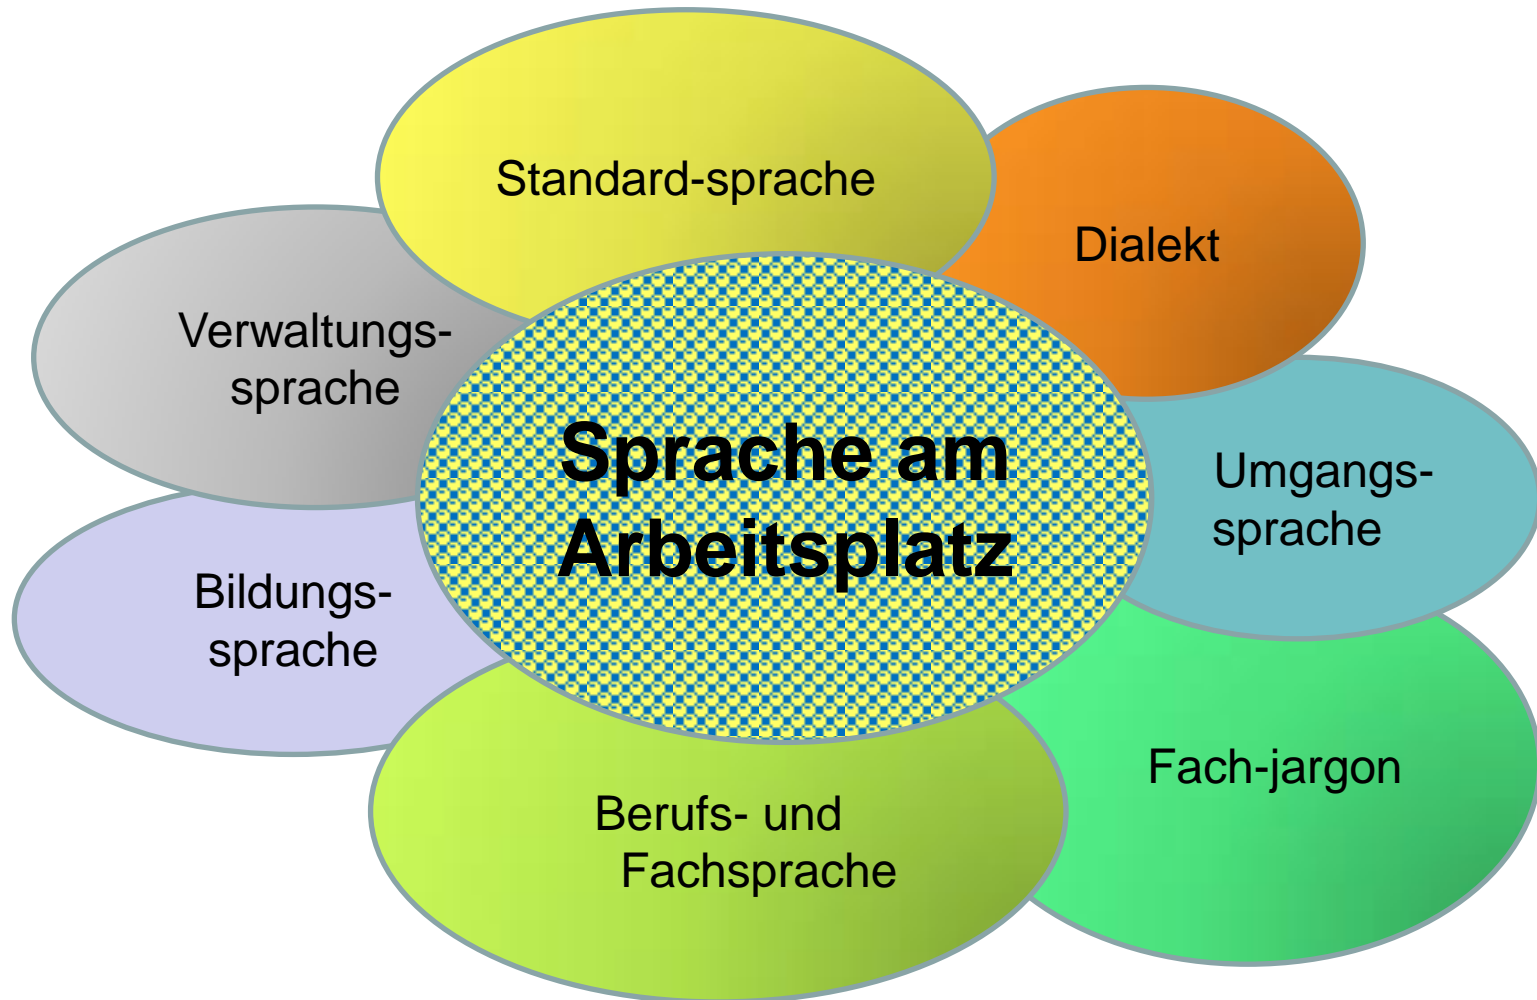 Standard-sprache
Dialekt
Verwaltungs-
sprache
Sprache am
Arbeitsplatz
Umgangs-
sprache
Bildungs-
sprache
Fach-jargon
Berufs- und
Fachsprache